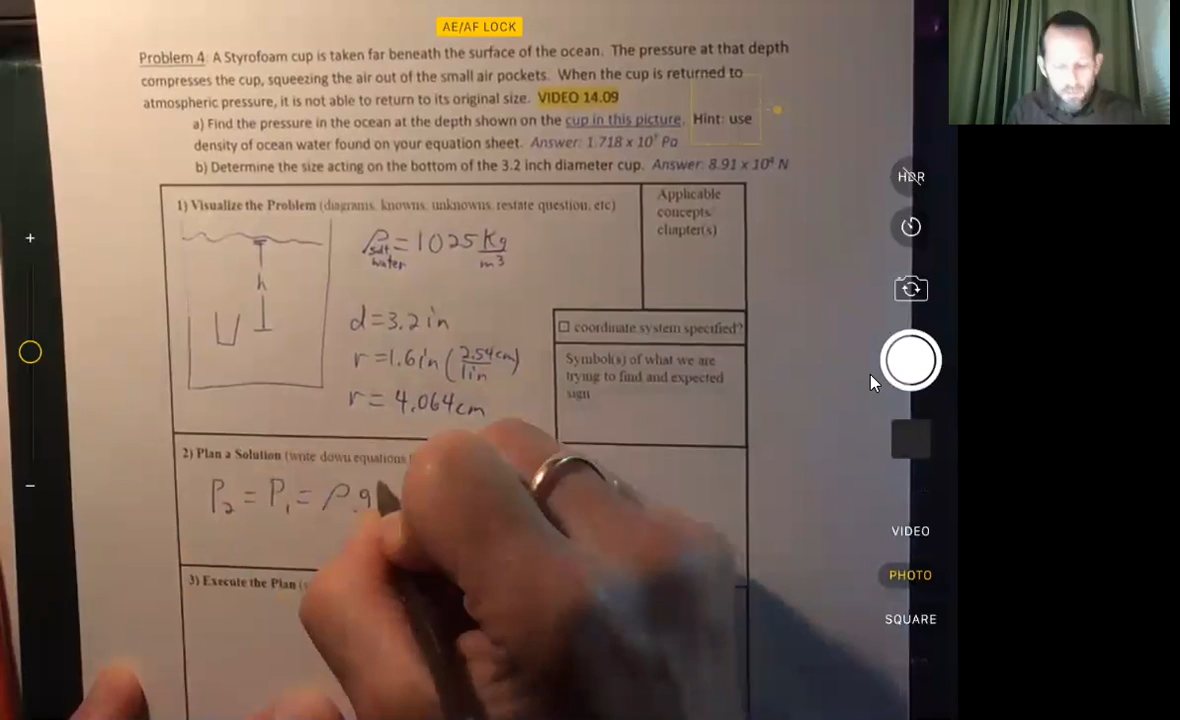 AE/AF LOCK
Problem 4: A Styrofoam cup is taken far beneath the surface of the ocean. The pressure at that depth
compresses the cup, squeezing the air out of the small air pockets. When the cup is returned to
atmospheric pressure, it is not able to return to its original size. VIDEO 14.09
a) Find the pressure in the ocean at the depth shown on the cup in this picture. Hint: use
density of ocean water found on your equation sheet. Answer: 1.718 x 10⁷ Pa
b) Determine the size acting on the bottom of the 3.2 inch diameter cup. Answer: 8.91 x 10⁴ N
1) Visualize the Problem (diagrams, knowns, unknowns, restate question, etc)
Applicable
concepts/
chapter(s)
ρ salt water = 1025 kg/m³
h
d = 3.2 in
r = 1.6 in (2.54 cm / 1 in)
r = 4.064 cm
☐ coordinate system specified?
Symbol(s) of what we are
trying to find and expected
sign
2) Plan a Solution (write down equations
P₂ = P₁ = ρg
3) Execute the Plan (
HDR
VIDEO
PHOTO
SQUARE